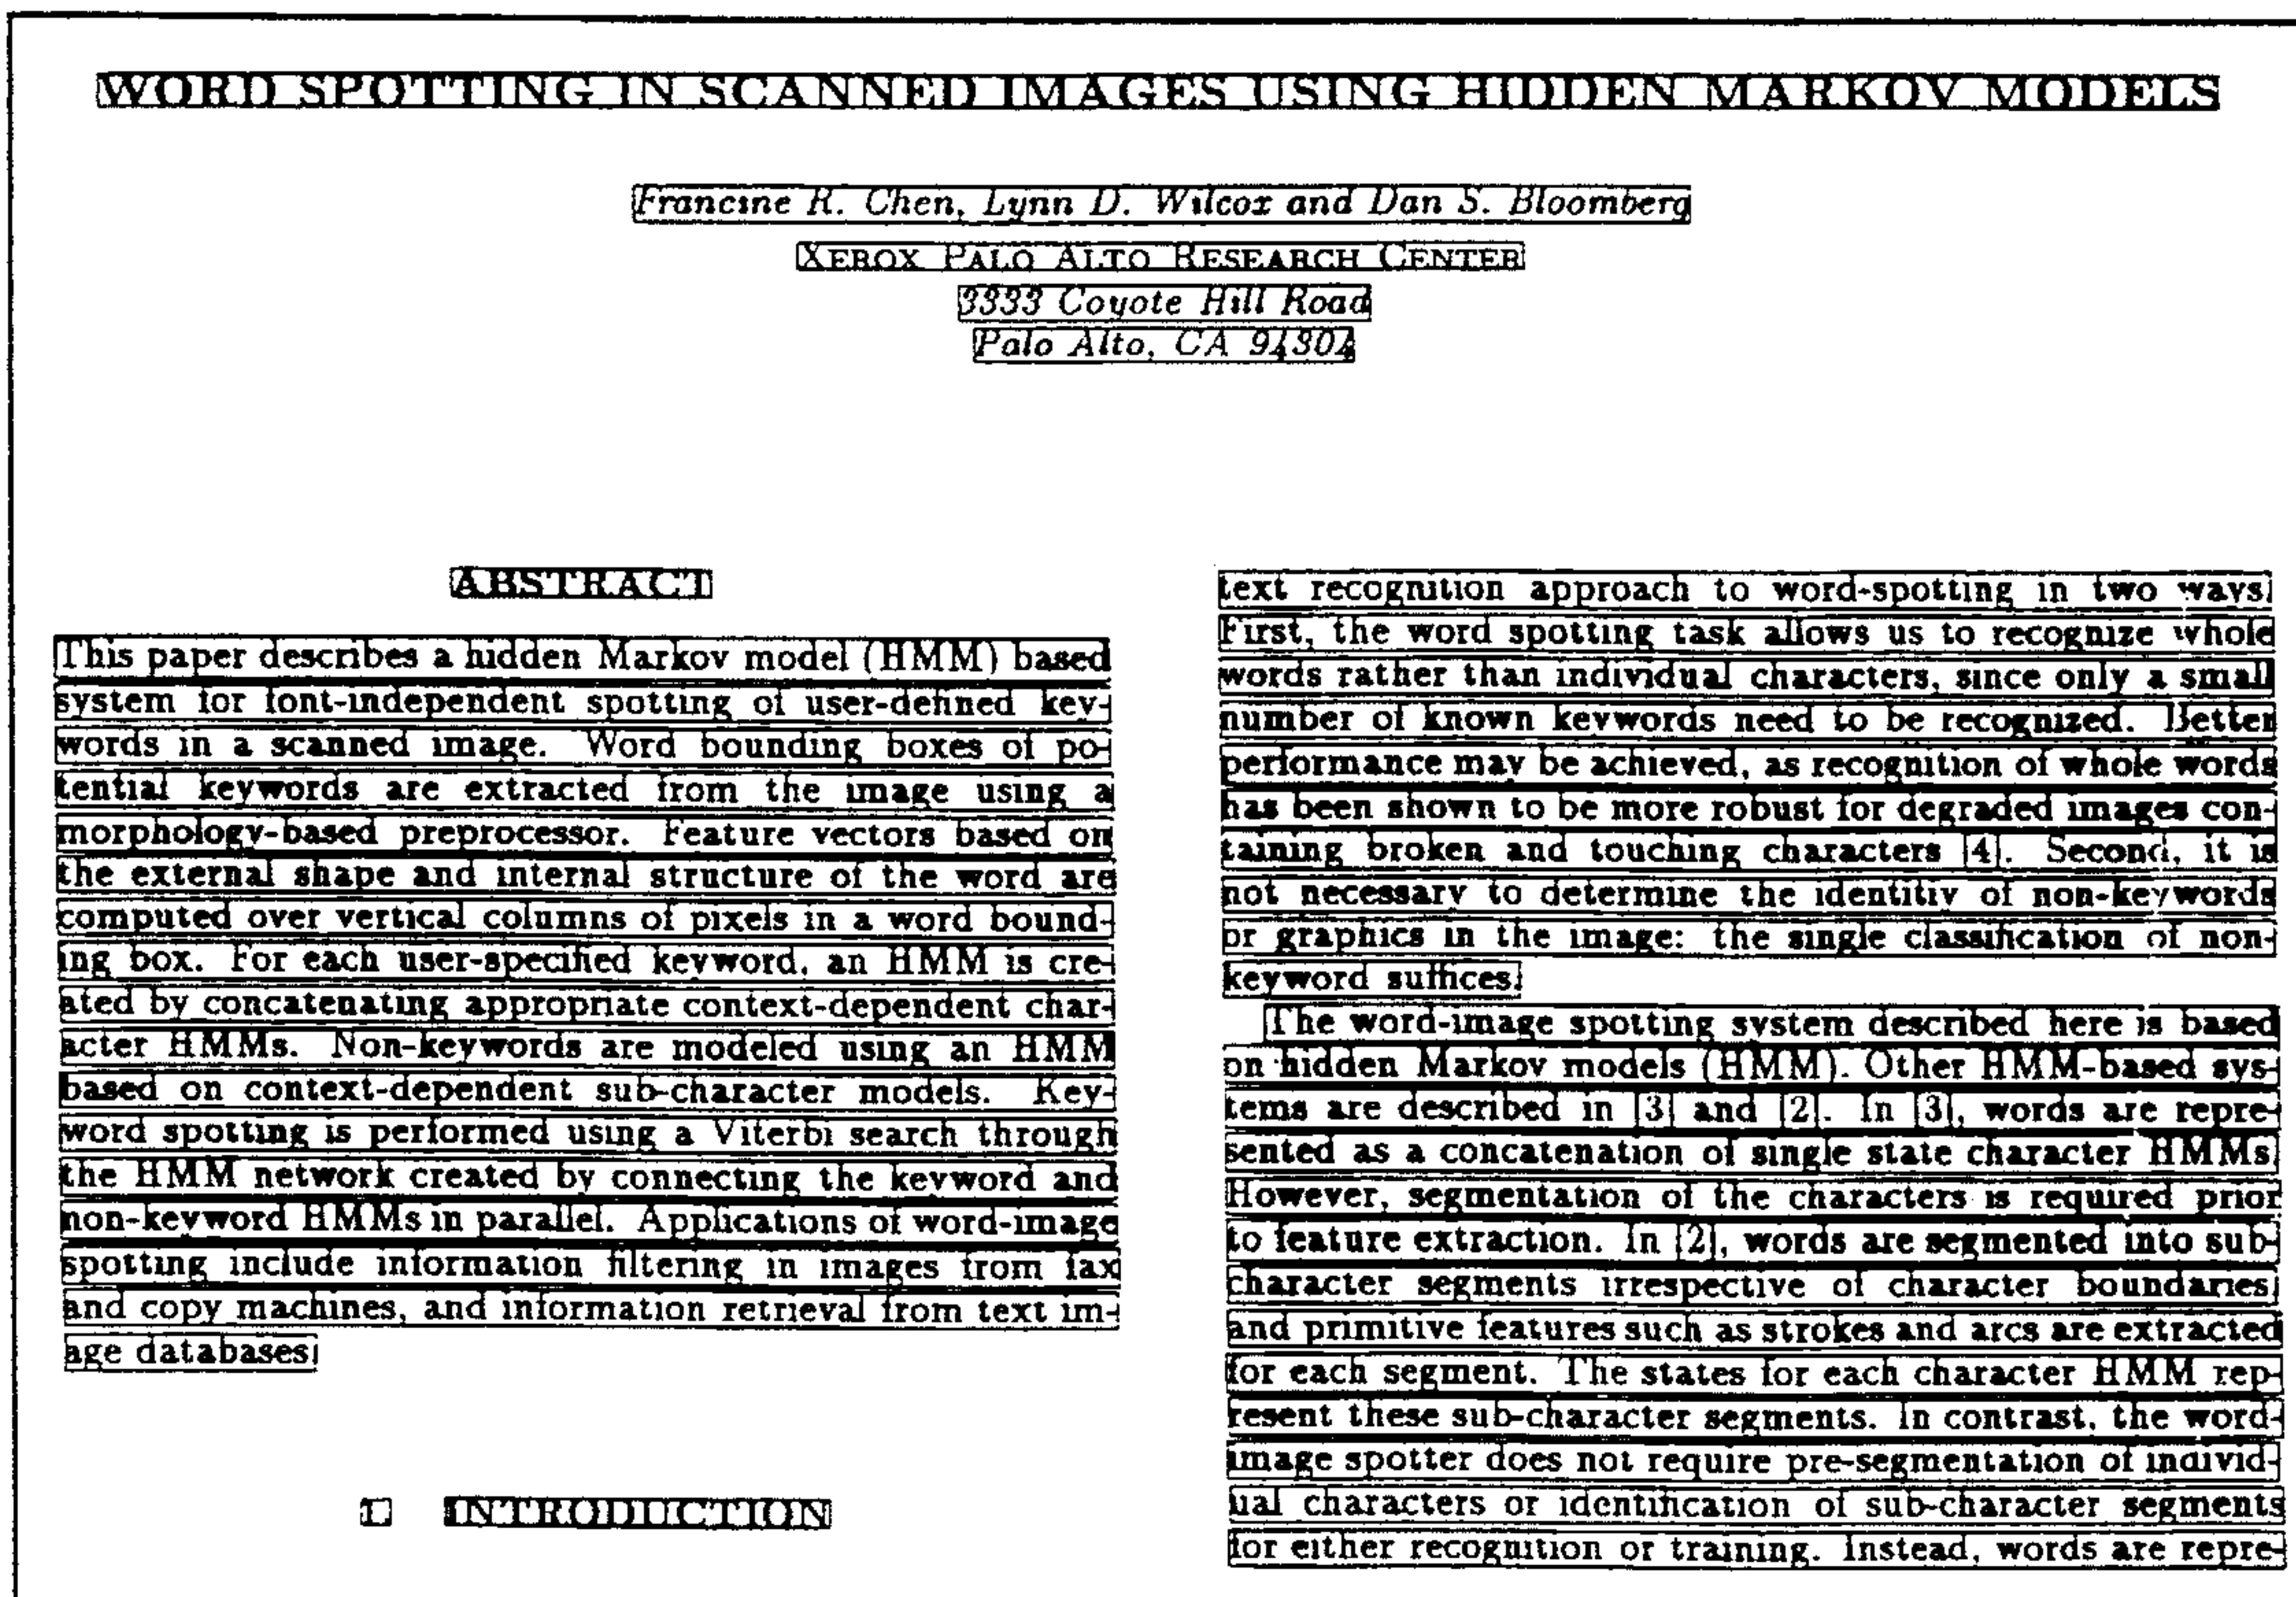 WORD SPOTTING IN SCANNED IMAGES USING HIDDEN MARKOV MODELS
Francine R. Chen, Lynn D. Wilcox and Dan S. Bloomberg
XEROX PALO ALTO RESEARCH CENTER
3333 Coyote Hill Road
Palo Alto, CA 94304
ABSTRACT
This paper describes a hidden Markov model (HMM) based
system for font-independent spotting of user-defined key-
words in a scanned image. Word bounding boxes of po-
tential keywords are extracted from the image using a
morphology-based preprocessor. Feature vectors based on
the external shape and internal structure of the word are
computed over vertical columns of pixels in a word bound-
ing box. For each user-specified keyword, an HMM is cre-
ated by concatenating appropriate context-dependent char-
acter HMMs. Non-keywords are modeled using an HMM
based on context-dependent sub-character models. Key-
word spotting is performed using a Viterbi search through
the HMM network created by connecting the keyword and
non-keyword HMMs in parallel. Applications of word-image
spotting include information filtering in images from fax
and copy machines, and information retrieval from text im-
age databases.
1. INTRODUCTION
text recognition approach to word-spotting in two ways.
First, the word spotting task allows us to recognize whole
words rather than individual characters, since only a small
number of known keywords need to be recognized. Better
performance may be achieved, as recognition of whole words
has been shown to be more robust for degraded images con-
taining broken and touching characters [4]. Second, it is
not necessary to determine the identitiy of non-keywords
or graphics in the image: the single classification of non-
keyword suffices.
The word-image spotting system described here is based
on hidden Markov models (HMM). Other HMM-based sys-
tems are described in [3] and [2]. In [3], words are repre-
sented as a concatenation of single state character HMMs.
However, segmentation of the characters is required prior
to feature extraction. In [2], words are segmented into sub-
character segments irrespective of character boundaries,
and primitive features such as strokes and arcs are extracted
for each segment. The states for each character HMM rep-
resent these sub-character segments. In contrast, the word-
image spotter does not require pre-segmentation of individ-
ual characters or identification of sub-character segments
for either recognition or training. Instead, words are repre-